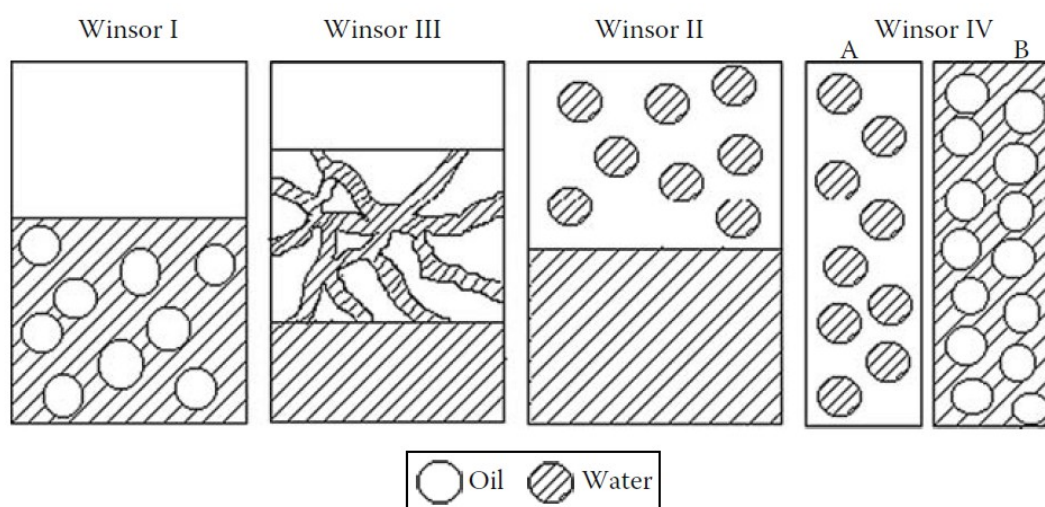 Winsor I
Winsor III
Winsor II
Winsor IV
A
B
Oil
Water